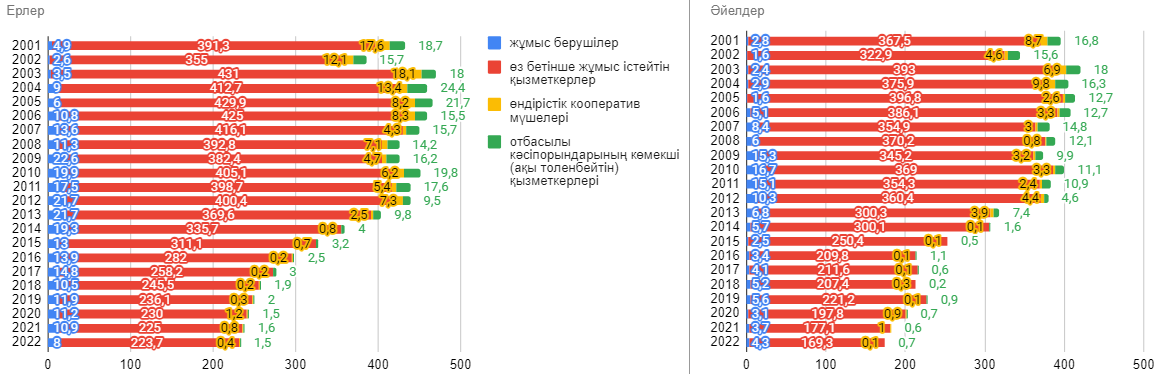 Ерлер
2001 4,9 391,3 17,6 18,7
2002 2,6 355 12,1 15,7
2003 3,5 431 18,1 18
2004 9 412,7 13,4 24,4
2005 6 429,9 8,2 21,7
2006 10,8 425 8,3 15,5
2007 13,6 416,1 4,3 15,7
2008 11,3 392,8 7,1 14,2
2009 22,6 382,4 4,7 16,2
2010 19,9 405,1 6,2 19,8
2011 17,5 398,7 5,4 17,6
2012 21,7 400,4 7,3 9,5
2013 21,7 369,6 2,5 9,8
2014 19,3 335,7 0,8 4
2015 13 311,1 0,7 3,2
2016 13,9 282 0,2 2,5
2017 14,8 258,2 0,2 3
2018 10,5 245,5 0,2 1,9
2019 11,9 236,1 0,3 2
2020 11,2 230 1,2 1,5
2021 10,9 225 0,8 1,6
2022 8 223,7 0,4 1,5
0 100 200 300 400 500
жұмыс берушілер
өз бетінше жұмыс істейтін
қызметкерлер
өндірістік кооператив
мүшелері
отбасылы
кәсіпорындарының көмекші
(ақы төленбейтін)
қызметкерлері
Әйелдер
2001 2,8 367,5 8,7 16,8
2002 1,6 322,9 4,6 15,6
2003 2,4 393 6,9 18
2004 2,9 375,9 9,8 16,3
2005 1,6 396,8 2,6 12,7
2006 5,1 386,1 3,3 12,7
2007 8,4 354,9 3 14,8
2008 6 370,2 0,8 12,1
2009 15,3 345,2 3,2 9,9
2010 16,7 369 3,3 11,1
2011 15,1 354,3 2,4 10,9
2012 10,3 360,4 4,4 4,6
2013 6,8 300,3 3,9 7,4
2014 5,7 300,1 0,1 1,6
2015 2,5 250,4 0,1 0,5
2016 3,4 209,8 0,1 1,1
2017 4,1 211,6 0,1 0,6
2018 5,2 207,4 0,3 0,2
2019 5,6 221,2 0,1 0,9
2020 3,1 197,8 0,9 0,7
2021 3,7 177,1 1 0,6
2022 4,3 169,3 0,1 0,7
0 100 200 300 400 500